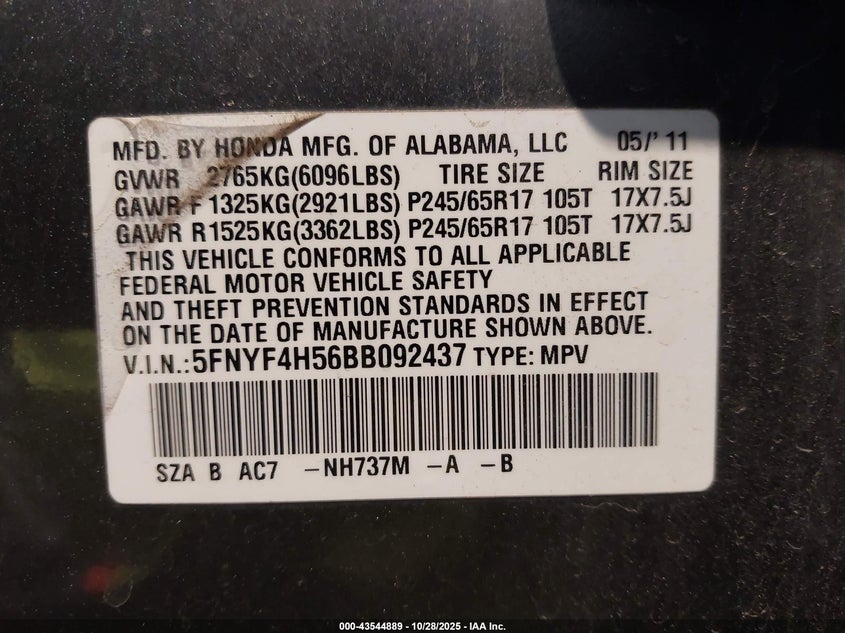 MFD. BY HONDA MFG. OF ALABAMA, LLC 05/'11
GVWR 2765KG(6096LBS) TIRE SIZE RIM SIZE
GAWR F 1325KG(2921LBS) P245/65R17 105T 17X7.5J
GAWR R 1525KG(3362LBS) P245/65R17 105T 17X7.5J
THIS VEHICLE CONFORMS TO ALL APPLICABLE
FEDERAL MOTOR VEHICLE SAFETY
AND THEFT PREVENTION STANDARDS IN EFFECT
ON THE DATE OF MANUFACTURE SHOWN ABOVE.
V.I.N.:5FNYF4H56BB092437 TYPE: MPV
SZA B AC7 -NH737M -A -B
000-43544889 - 10/28/2025 - IAA Inc.